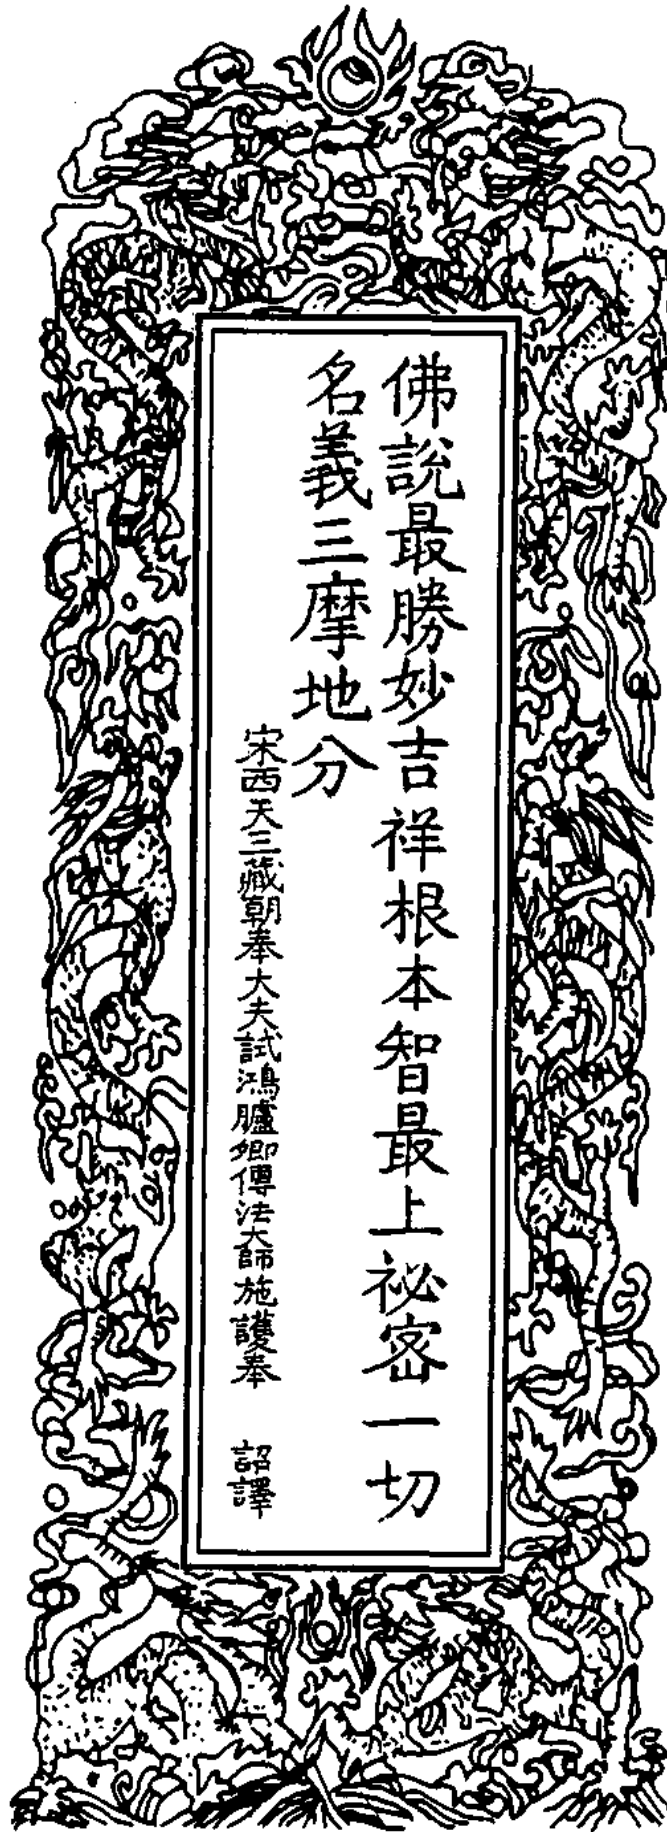 佛說最勝妙吉祥根本智最上祕密一切
名義三摩地分
宋西天三藏朝奉大夫試鴻臚卿傳法大師施護奉 詔譯